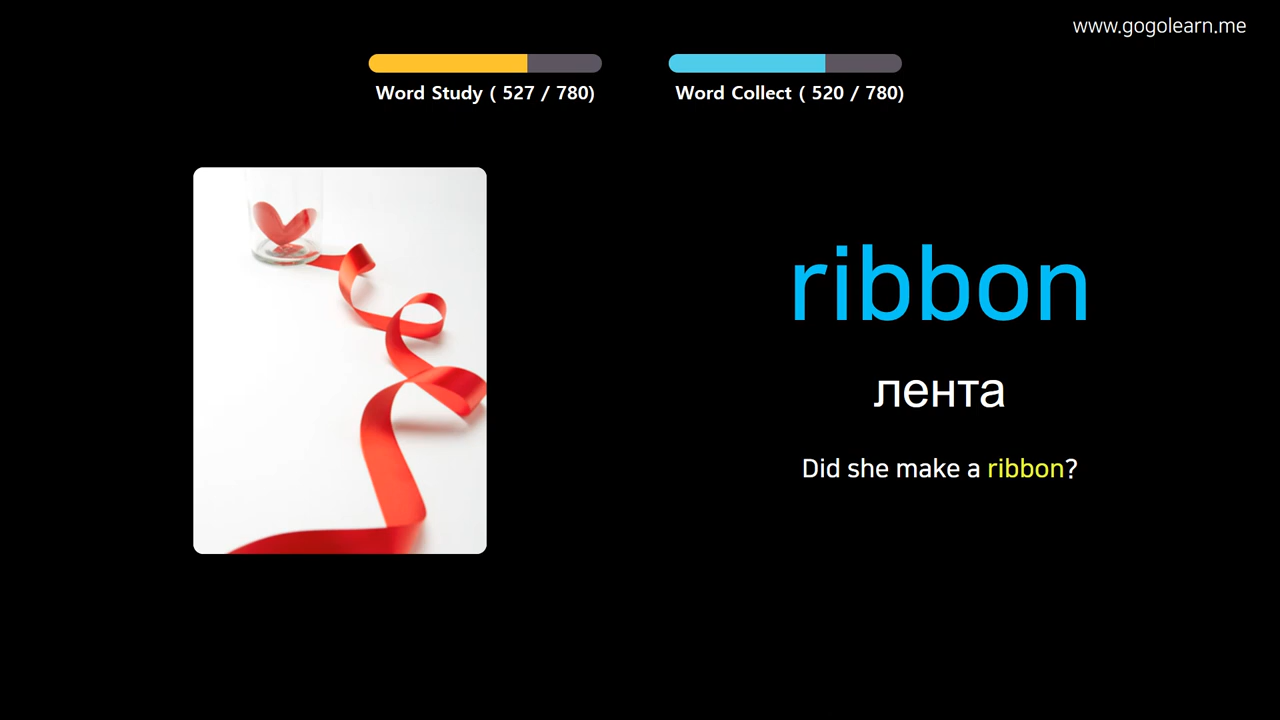 www.gogolearn.me
Word Study ( 527 / 780)
Word Collect ( 520 / 780)
ribbon
лента
Did she make a ribbon?